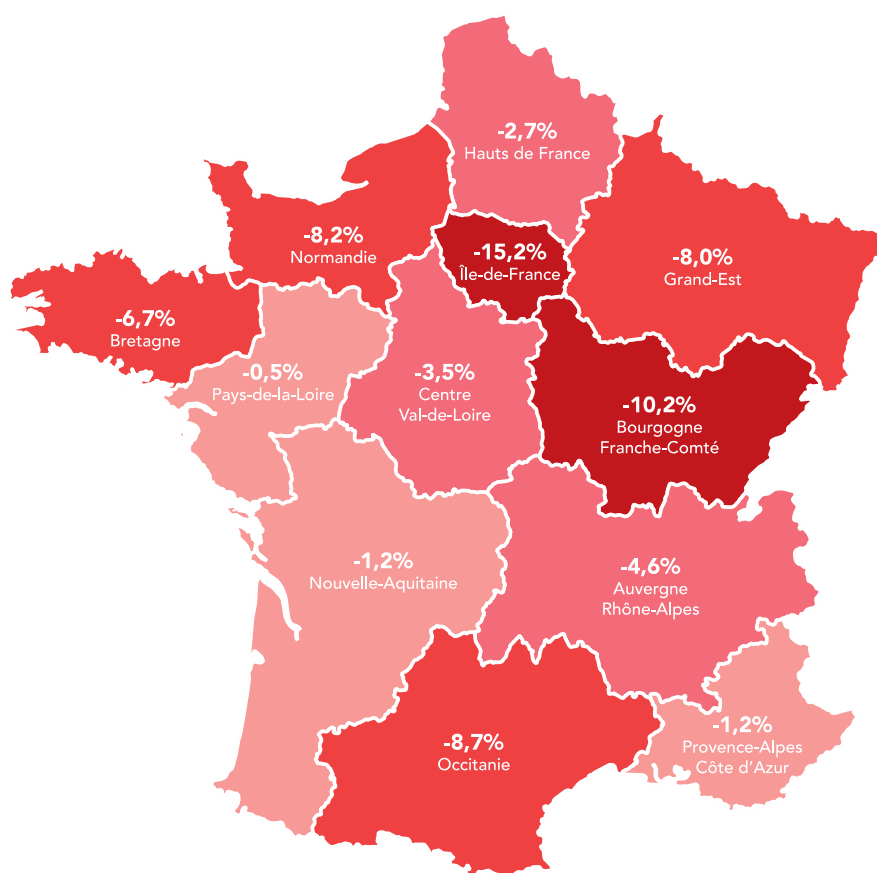 -2,7%
Hauts de France
-8,2%
Normandie
-15,2%
Île-de-France
-8,0%
Grand-Est
-6,7%
Bretagne
-0,5%
Pays-de-la-Loire
-3,5%
Centre
Val-de-Loire
-10,2%
Bourgogne
Franche-Comté
-1,2%
Nouvelle-Aquitaine
-4,6%
Auvergne
Rhône-Alpes
-8,7%
Occitanie
-1,2%
Provence-Alpes
Côte d'Azur